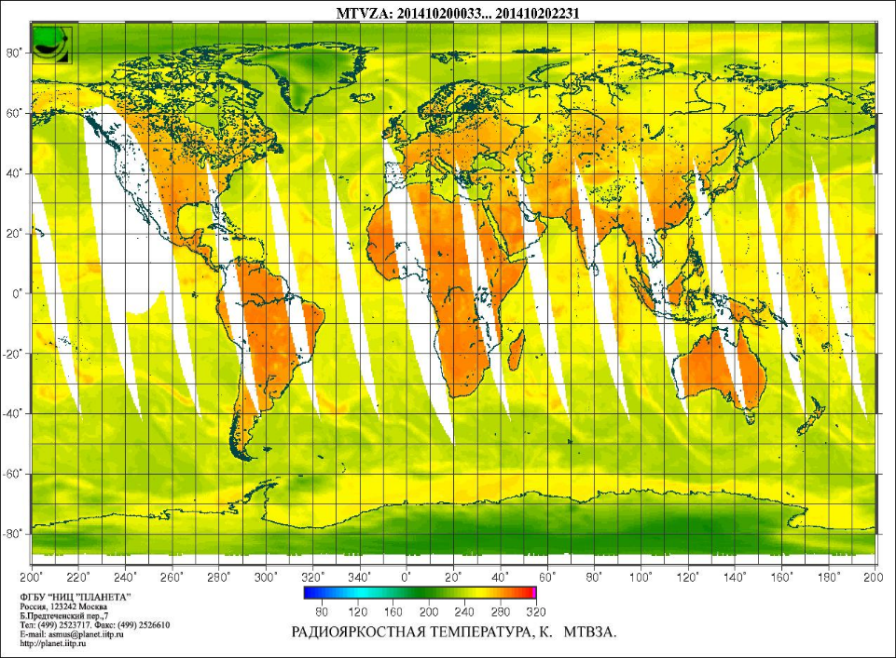 MTVZA: 201410200033... 201410202231
80°
60°
40°
20°
0°
-20°
-40°
-60°
-80°
200° 220° 240° 260° 280° 300° 320° 340° 0° 20° 40° 60° 80° 100° 120° 140° 160° 180° 200
80 120 160 200 240 280 320
РАДИОЯРКОСТНАЯ ТЕМПЕРАТУРА, К. МТВЗА.
ФГБУ "НИЦ "ПЛАНЕТА"
Россия, 123242 Москва
Б.Предтеченский пер.,7
Тел: (499) 2523717. Факс: (499) 2526610
E-mail: asmus@planet.iitp.ru
http://planet.iitp.ru